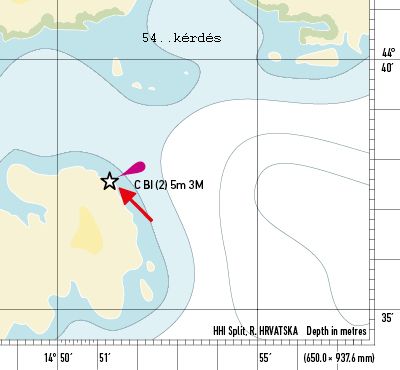 54..kérdés
44°
40'
C Bl (2) 5m 3M
35'
HHI Split, R. HRVATSKA Depth in metres
14° 50' 51' 55' (650.0 × 937.6 mm)